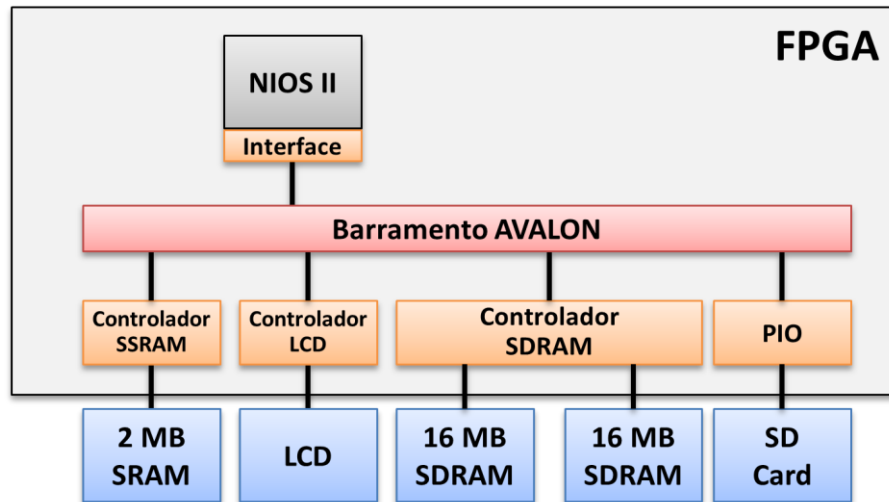 FPGA
NIOS II
Interface
Barramento AVALON
Controlador
SSRAM
Controlador
LCD
Controlador
SDRAM
PIO
2 MB
SRAM
LCD
16 MB
SDRAM
16 MB
SDRAM
SD
Card